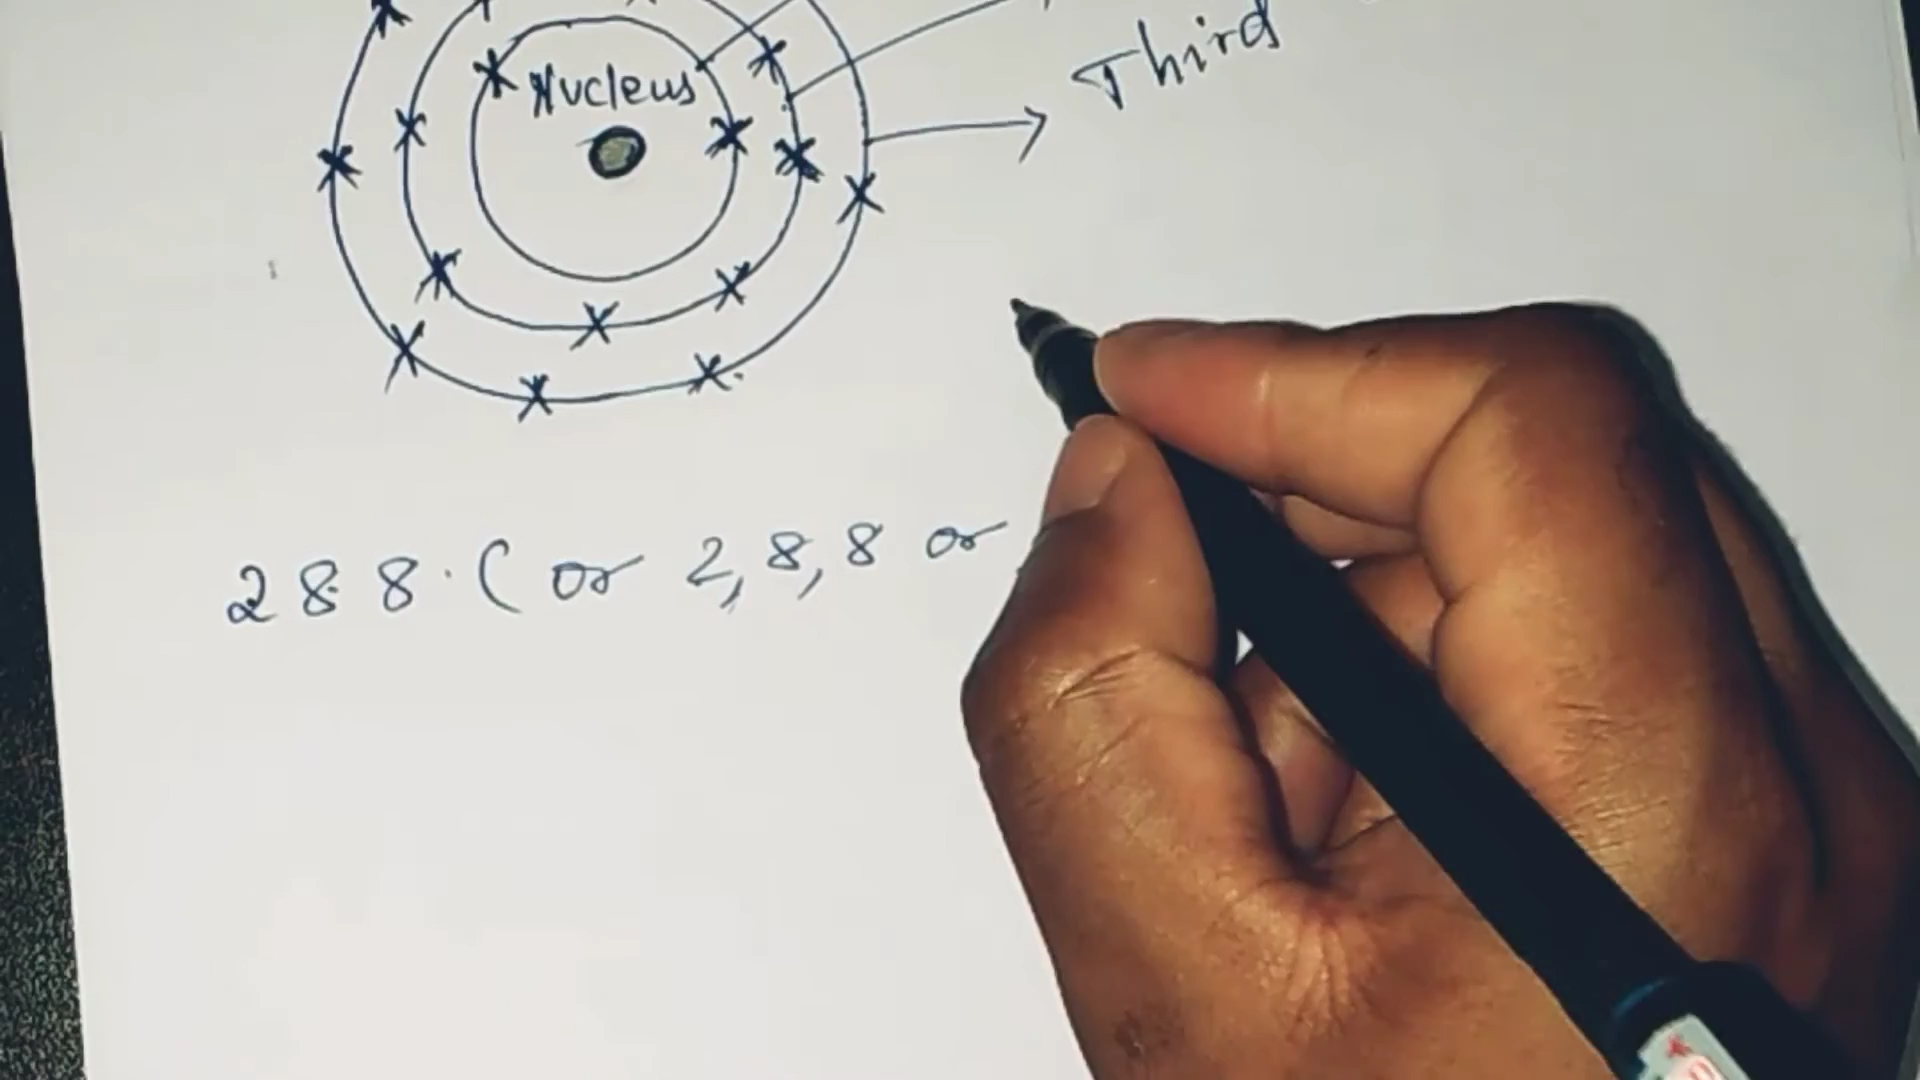 Third
Nucleus
2 8 8 . ( or 2, 8, 8 or